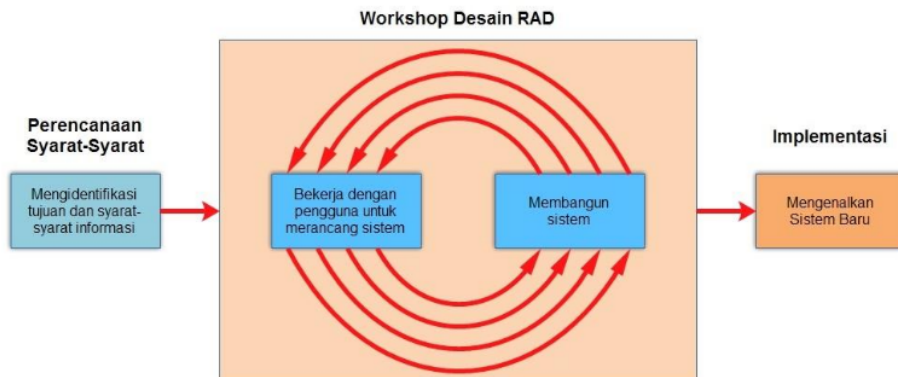 Workshop Desain RAD
Perencanaan
Syarat-Syarat
Mengidentifikasi
tujuan dan syarat-
syarat informasi
Bekerja dengan
pengguna untuk
merancang sistem
Membangun
sistem
Implementasi
Mengenalkan
Sistem Baru